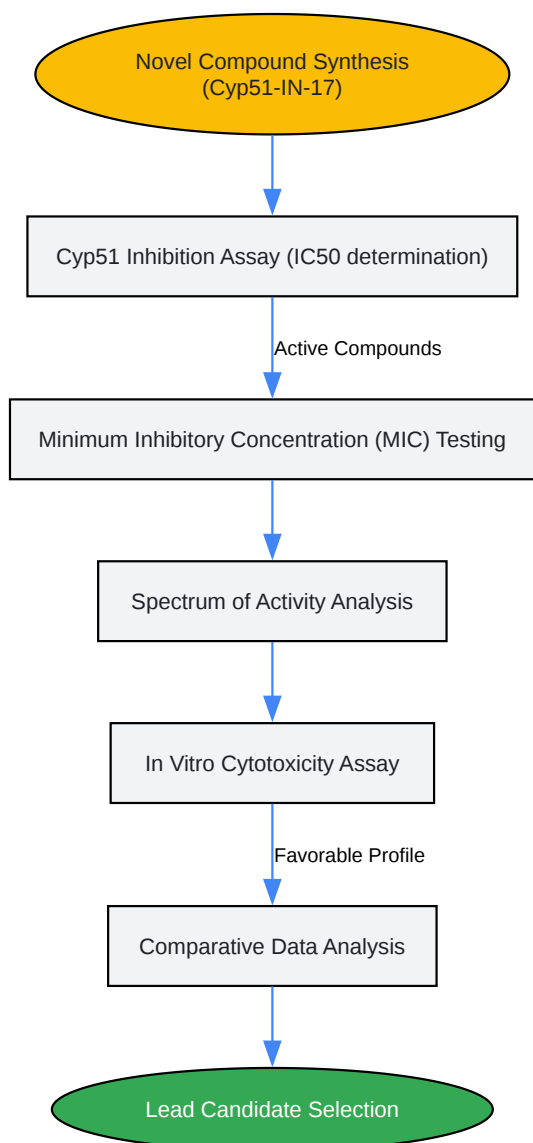 Novel Compound Synthesis
(Cyp51-IN-17)
Cyp51 Inhibition Assay (IC50 determination)
Active Compounds
Minimum Inhibitory Concentration (MIC) Testing
Spectrum of Activity Analysis
In Vitro Cytotoxicity Assay
Favorable Profile
Comparative Data Analysis
Lead Candidate Selection